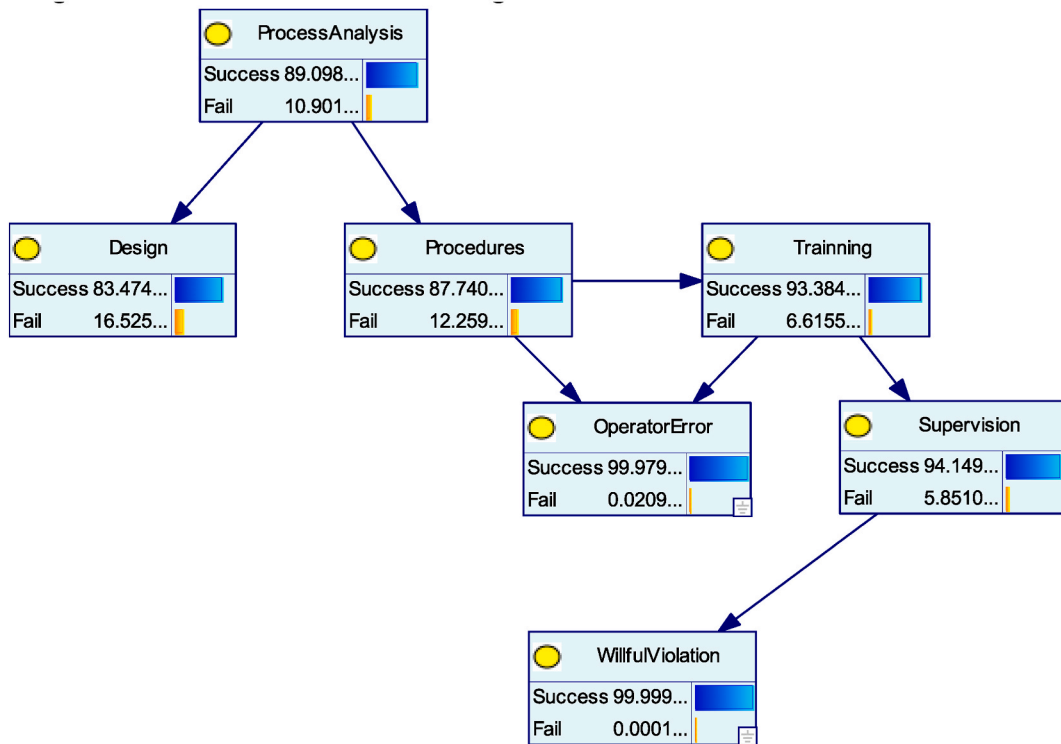 ProcessAnalysis
Success 89.098...
Fail 10.901...
Design
Success 83.474...
Fail 16.525...
Procedures
Success 87.740...
Fail 12.259...
Trainning
Success 93.384...
Fail 6.6155...
OperatorError
Success 99.979...
Fail 0.0209...
Supervision
Success 94.149...
Fail 5.8510...
WillfulViolation
Success 99.999...
Fail 0.0001...